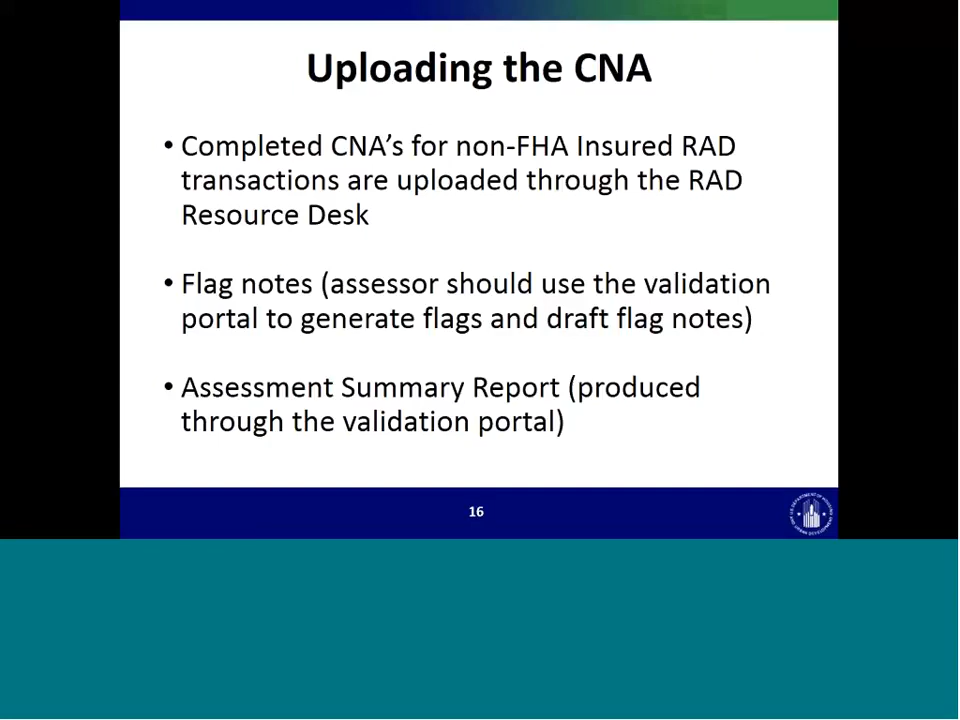 Uploading the CNA
• Completed CNA’s for non-FHA Insured RAD
transactions are uploaded through the RAD
Resource Desk
• Flag notes (assessor should use the validation
portal to generate flags and draft flag notes)
• Assessment Summary Report (produced
through the validation portal)
16